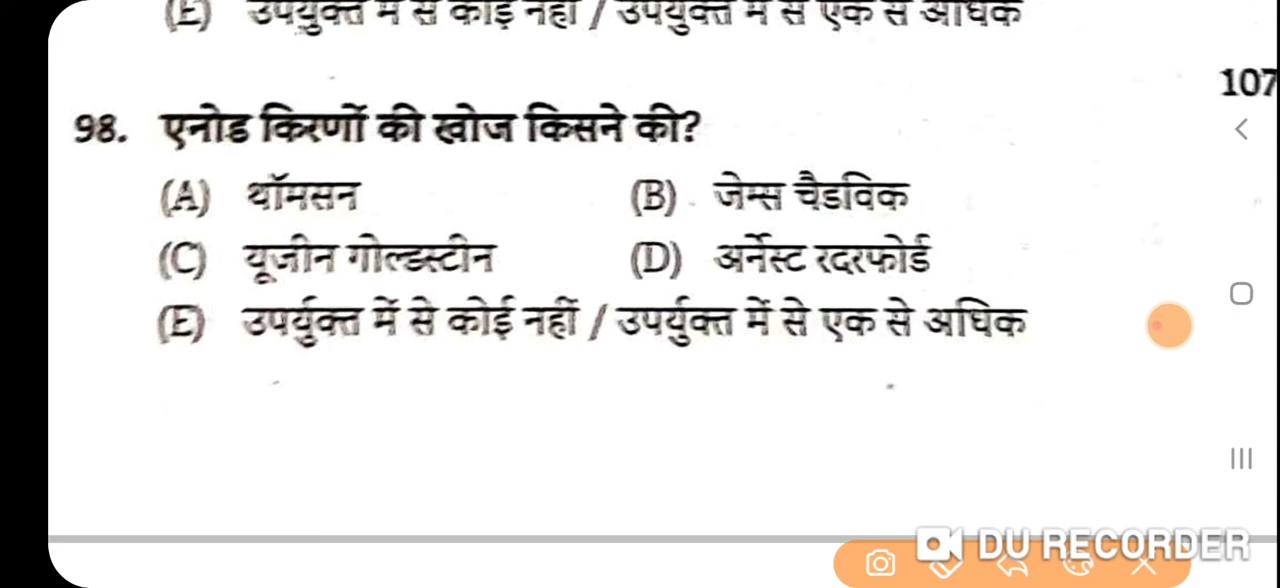 (E) उपर्युक्त में से कोई नहीं / उपर्युक्त में से एक से अधिक
107
98. एनोड किरणों की खोज किसने की?
(A) थॉमसन (B) जेम्स चैडविक
(C) यूजीन गोल्डस्टीन (D) अर्नेस्ट रदरफोर्ड
(E) उपर्युक्त में से कोई नहीं / उपर्युक्त में से एक से अधिक
DU RECORDER